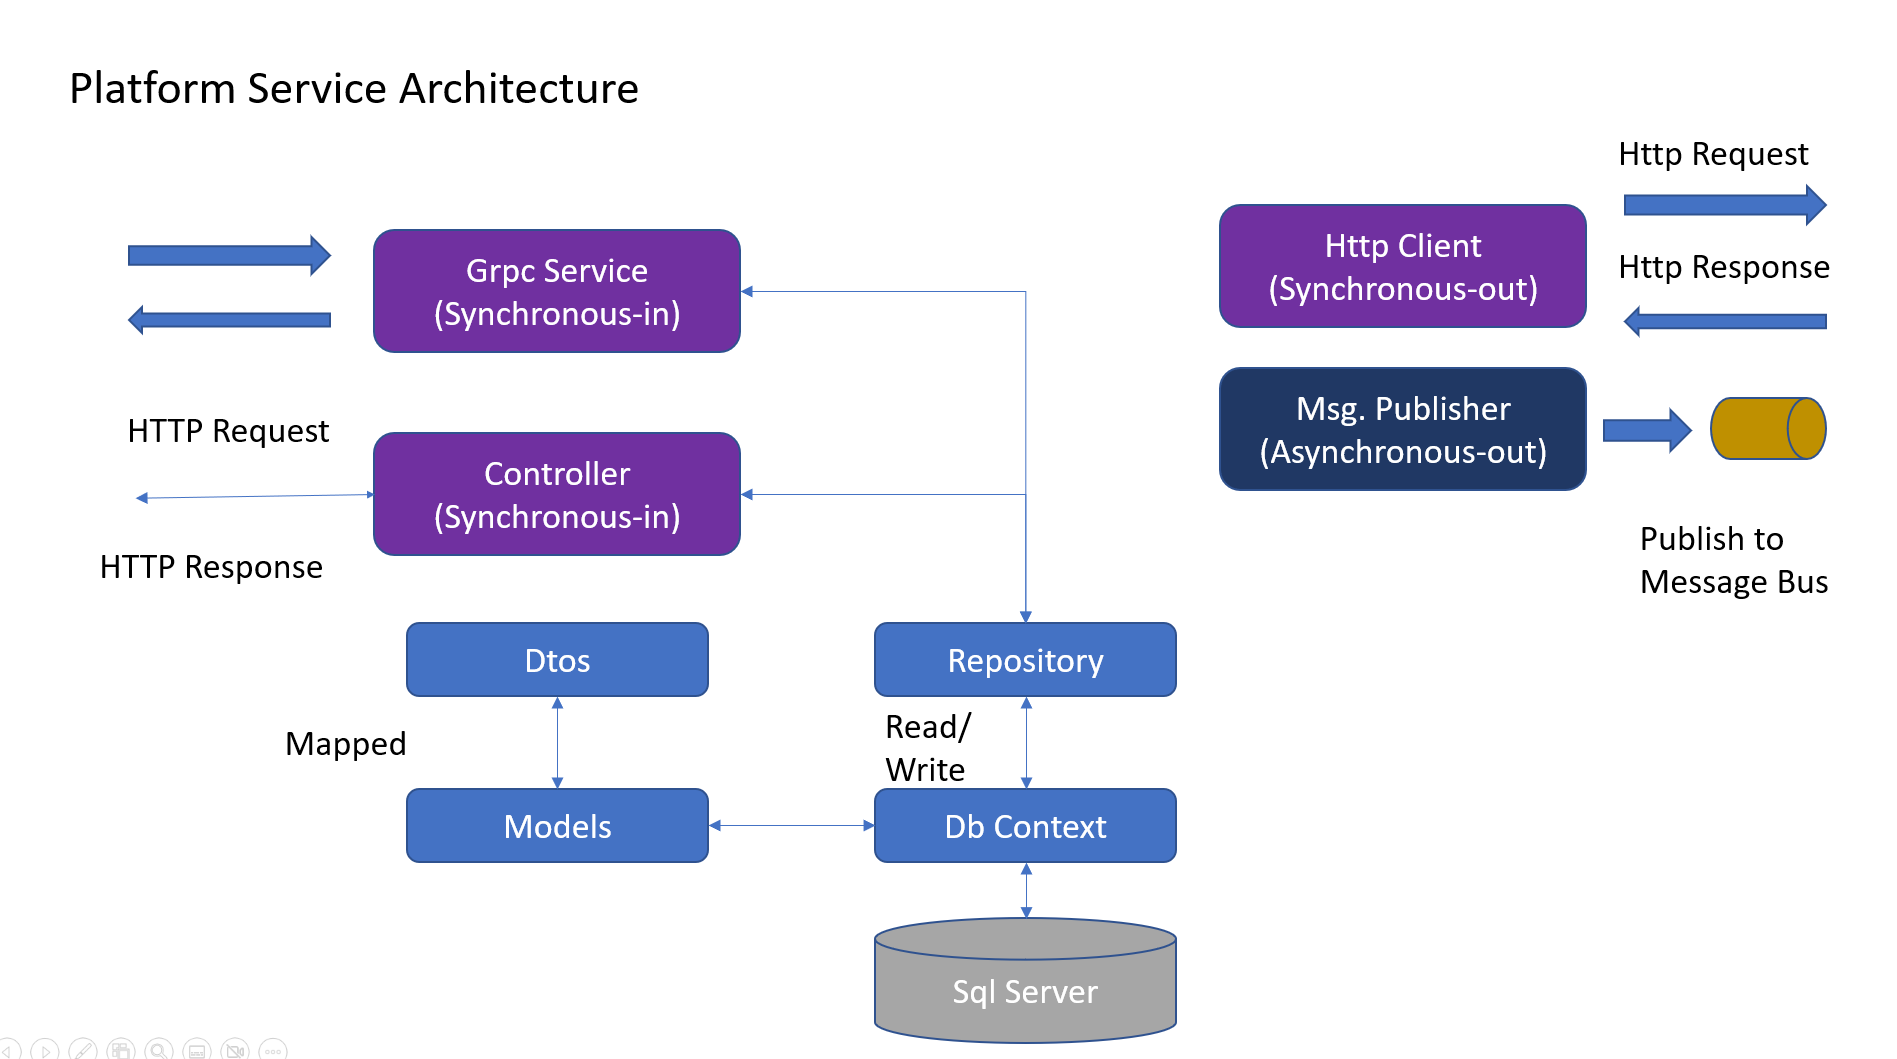 Platform Service Architecture
Http Request
Grpc Service
(Synchronous-in)
Http Client
(Synchronous-out)
Http Response
HTTP Request
Controller
(Synchronous-in)
HTTP Response
Msg. Publisher
(Asynchronous-out)
Publish to
Message Bus
Dtos
Repository
Mapped
Read/
Write
Models
Db Context
Sql Server